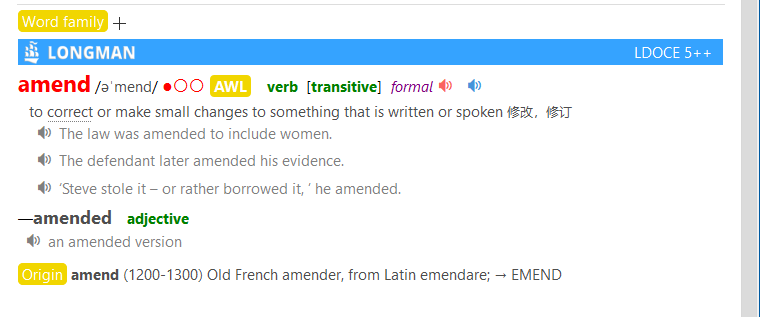 Word family +
LONGMAN LDOCE 5++
amend /əˈmend/ ●○○ AWL verb [transitive] formal
to correct or make small changes to something that is written or spoken 修改，修订
The law was amended to include women.
The defendant later amended his evidence.
‘Steve stole it – or rather borrowed it, ’ he amended.
—amended adjective
an amended version
Origin amend (1200-1300) Old French amender, from Latin emendare; → EMEND